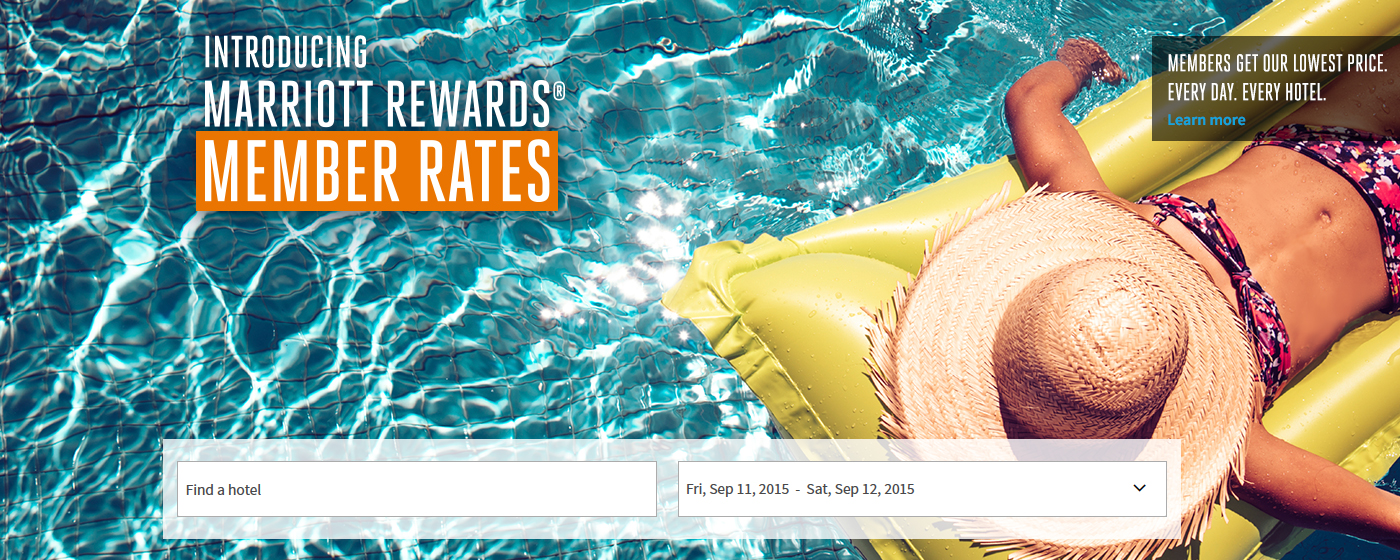 INTRODUCING
MARRIOTT REWARDS®
MEMBER RATES
MEMBERS GET OUR LOWEST PRICE.
EVERY DAY. EVERY HOTEL.
Learn more
Find a hotel
Fri, Sep 11, 2015 - Sat, Sep 12, 2015